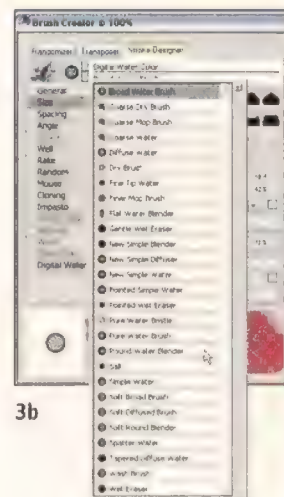 Brush Creator @ 100%
Randomizer Transposer Stroke Designer
Digital Water Color
General
Size
Spacing
Angle
Well
Rake
Random
Mouse
Cloning
Impasto
Digital Water
Broad Water Brush
Coarse Dry Brush
Coarse Mop Brush
Coarse Water
Diffuse Water
Dry Brush
Fine Tip Water
Finer Mop Brush
Flat Water Blender
Gentle Wet Eraser
New Simple Blender
New Simple Diffuser
New Simple Water
Pointed Simple Water
Pointed Wet Eraser
Pure Water Bristle
Pure Water Brush
Round Water Blender
Salt
Simple Water
Soft Broad Brush
Soft Diffused Brush
Soft Round Blender
Spatter Water
Tapered Diffuse Water
Wash Brush
Wet Eraser
3b